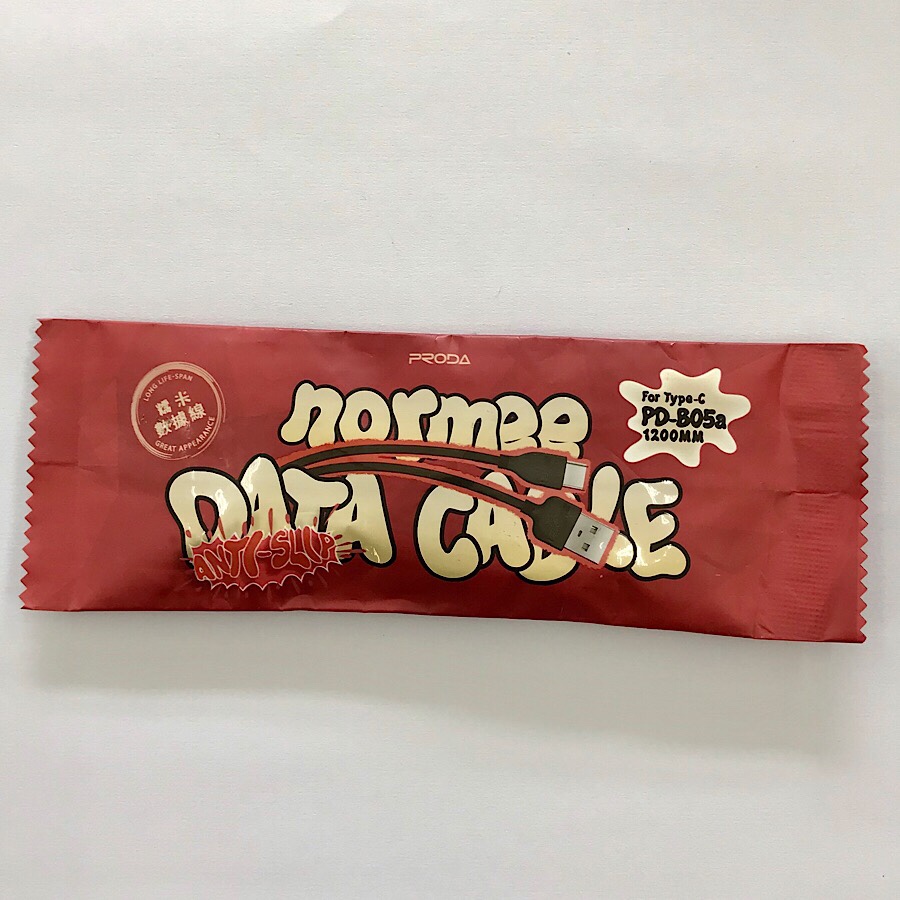 PRODA
LONG LIFE-SPAN
糯米
數據線
GREAT APPEARANCE
normee
DATA CABLE
ANTI-SLIP
For Type-C
PD-B05a
1200MM